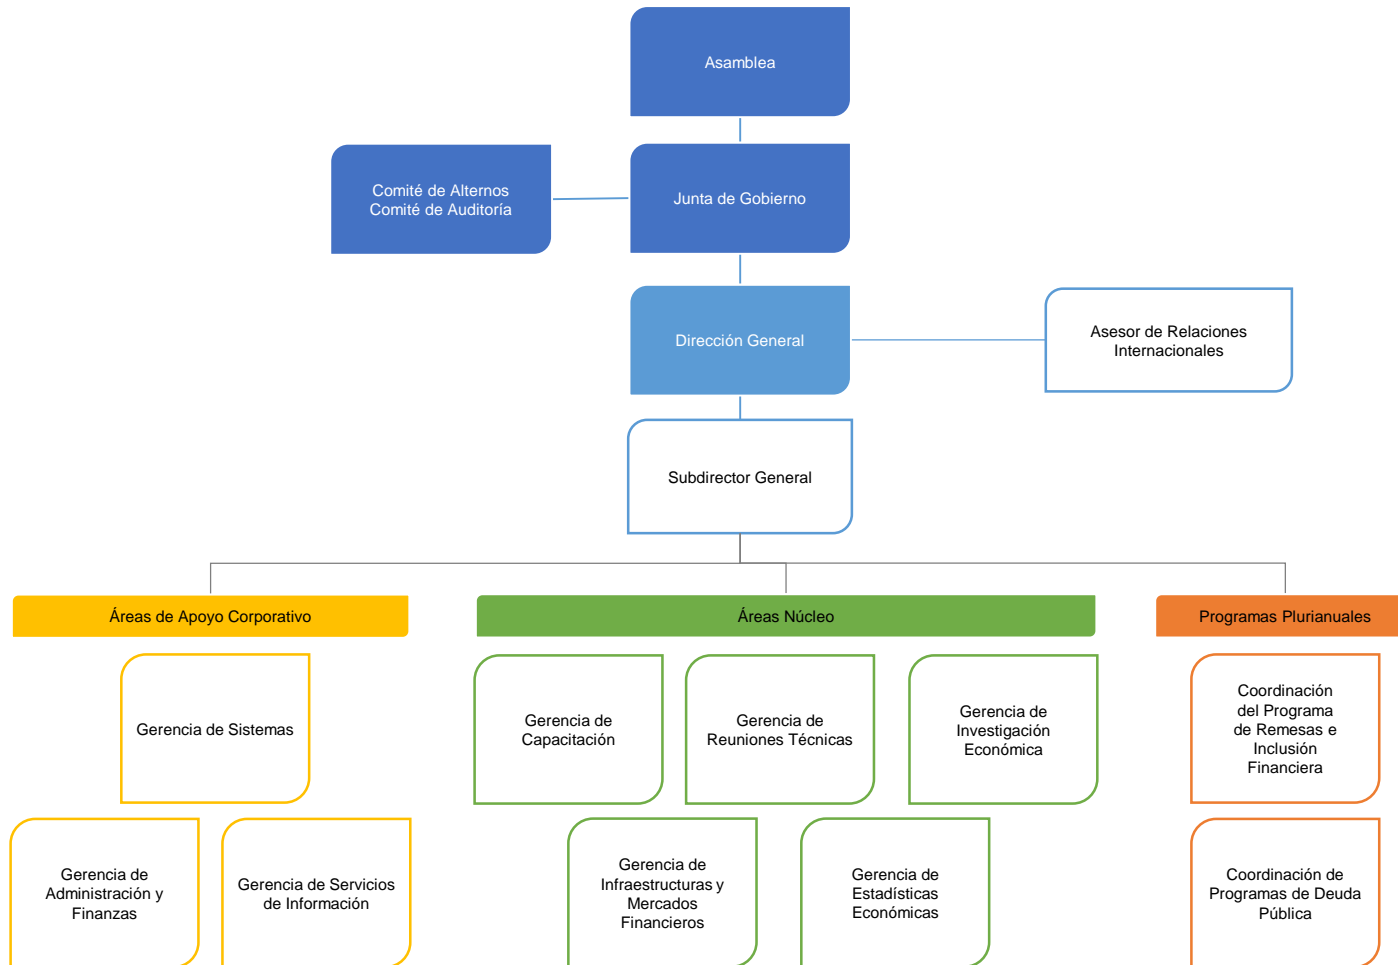 Asamblea
Comité de Alternos
Comité de Auditoría
Junta de Gobierno
Dirección General
Asesor de Relaciones
Internacionales
Subdirector General
Áreas de Apoyo Corporativo
Áreas Núcleo
Programas Plurianuales
Gerencia de Sistemas
Gerencia de
Capacitación
Gerencia de
Reuniones Técnicas
Gerencia de
Investigación
Económica
Coordinación
del Programa
de Remesas e
Inclusión
Financiera
Gerencia de
Administración y
Finanzas
Gerencia de Servicios
de Información
Gerencia de
Infraestructuras y
Mercados
Financieros
Gerencia de
Estadísticas
Económicas
Coordinación de
Programas de Deuda
Pública